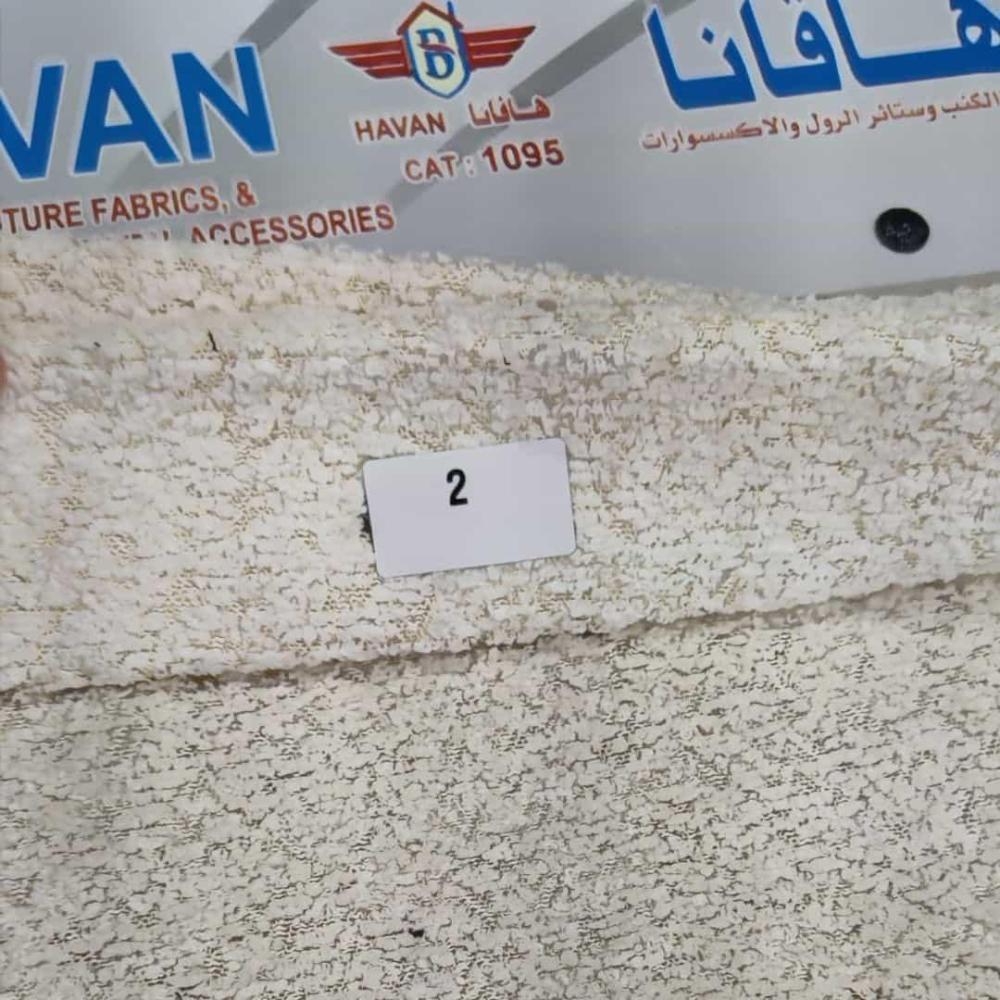 VAN
TURE FABRICS, &
ACCESSORIES
B
HAVAN هافانا
CAT : 1095
هافانا
الكنب وستائر الرول والاكسسوارات
2